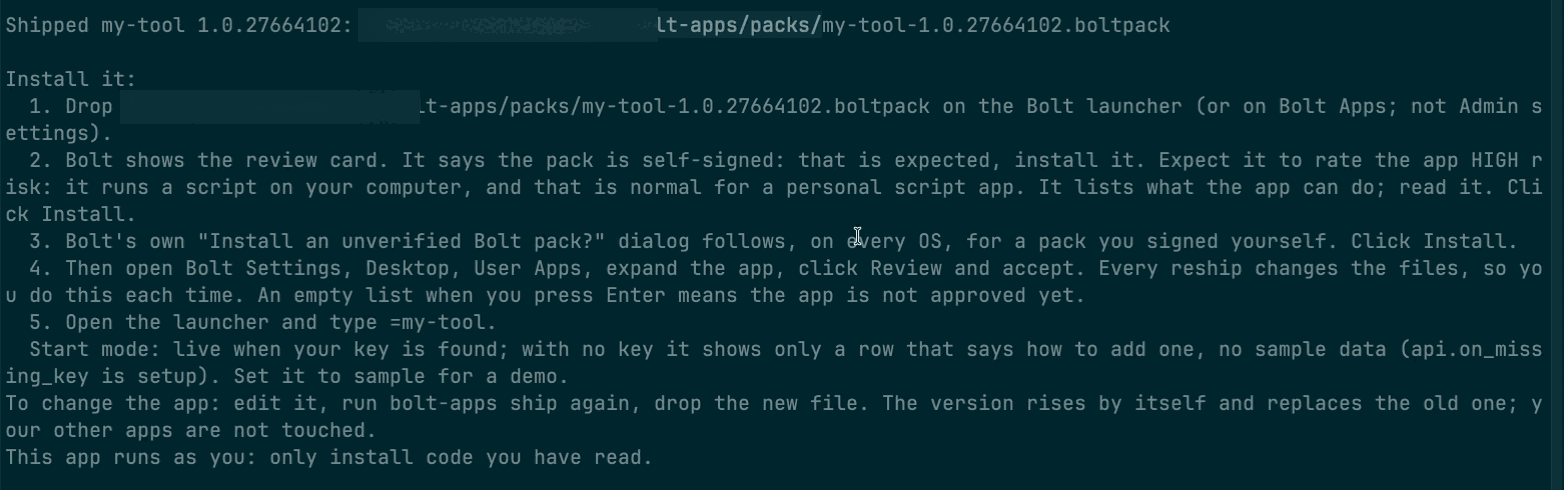 Shipped my-tool 1.0.27664102: lt-apps/packs/my-tool-1.0.27664102.boltpack
Install it:
1. Drop lt-apps/packs/my-tool-1.0.27664102.boltpack on the Bolt launcher (or on Bolt Apps; not Admin s
ettings).
2. Bolt shows the review card. It says the pack is self-signed: that is expected, install it. Expect it to rate the app HIGH r
isk: it runs a script on your computer, and that is normal for a personal script app. It lists what the app can do; read it. Cli
ck Install.
3. Bolt's own "Install an unverified Bolt pack?" dialog follows, on every OS, for a pack you signed yourself. Click Install.
4. Then open Bolt Settings, Desktop, User Apps, expand the app, click Review and accept. Every reship changes the files, so yo
u do this each time. An empty list when you press Enter means the app is not approved yet.
5. Open the launcher and type =my-tool.
Start mode: live when your key is found; with no key it shows only a row that says how to add one, no sample data (api.on_miss
ing_key is setup). Set it to sample for a demo.
To change the app: edit it, run bolt-apps ship again, drop the new file. The version rises by itself and replaces the old one; y
our other apps are not touched.
This app runs as you: only install code you have read.